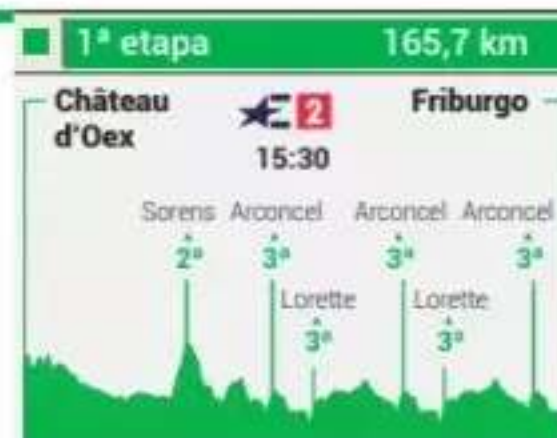 1ª etapa 165,7 km
Château d'Oex
Friburgo
E 2
15:30
Sorens Arconcel Arconcel Arconcel
2ª 3ª 3ª 3ª
Lorette Lorette
3ª 3ª